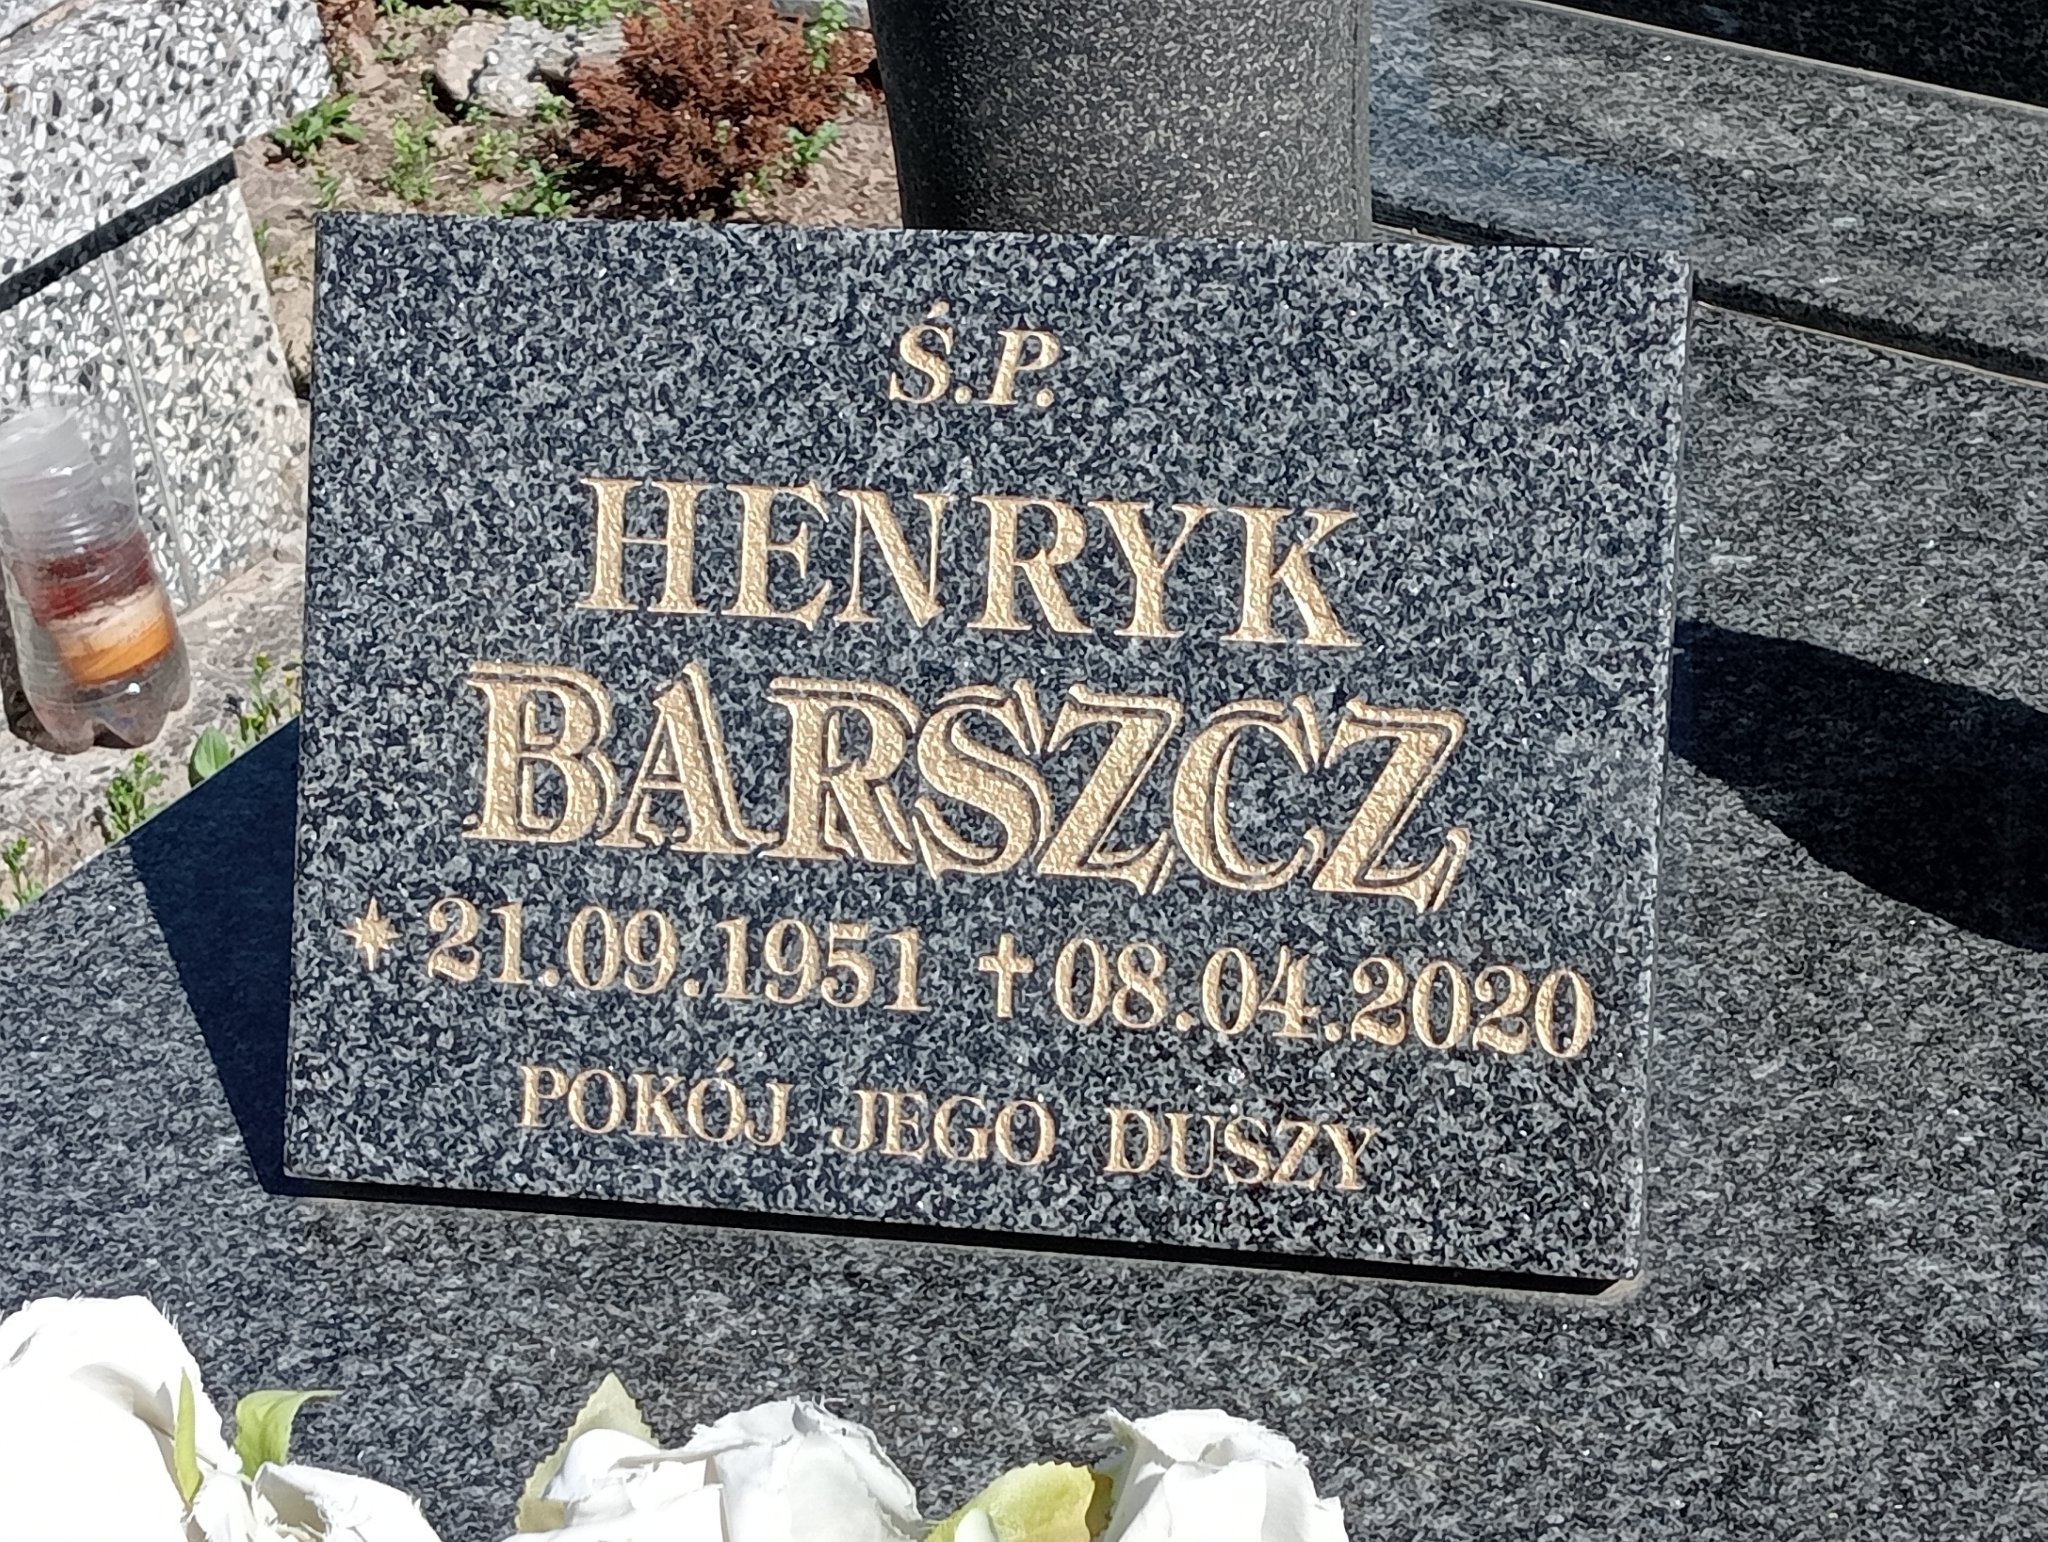 Ś.P.
HENRYK
BARSZCZ
21.09.1951 ✝ 08.04.2020
POKÓJ JEGO DUSZY